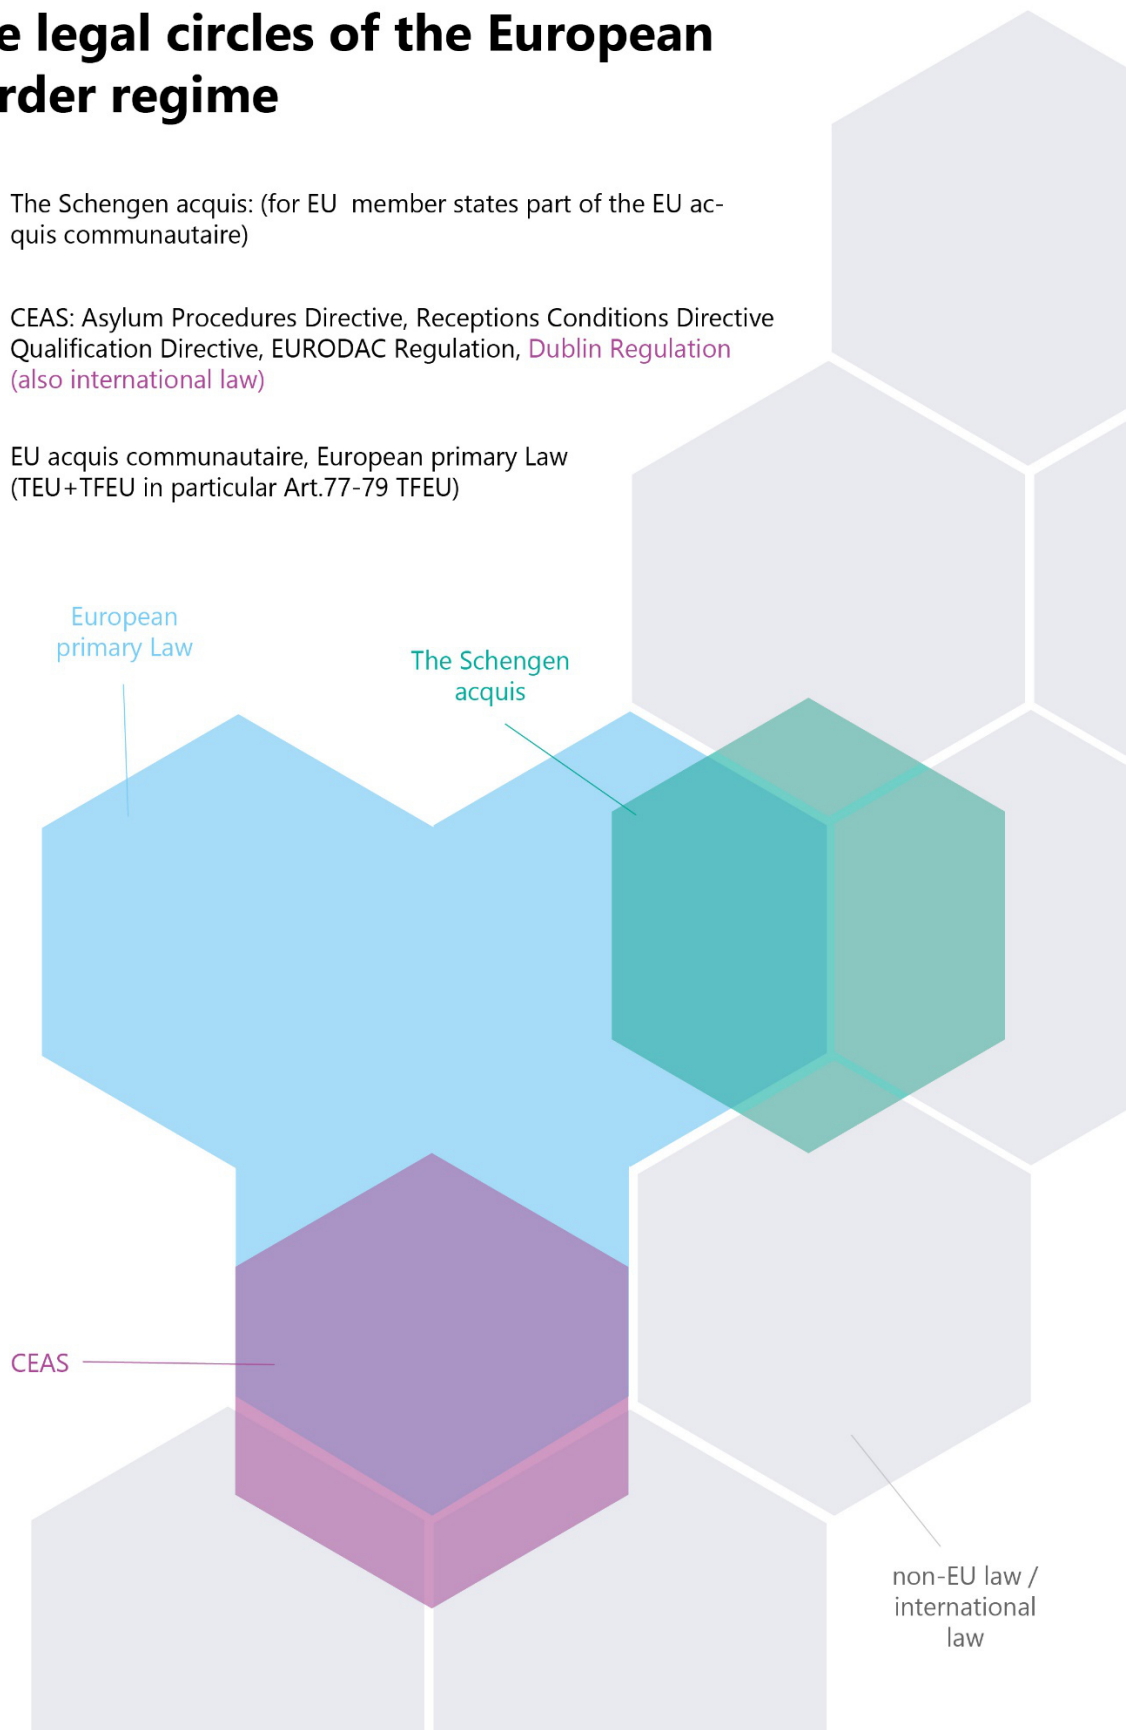 e legal circles of the European
rder regime
The Schengen acquis: (for EU  member states part of the EU ac-
quis communautaire)
CEAS: Asylum Procedures Directive, Receptions Conditions Directive
Qualification Directive, EURODAC Regulation, Dublin Regulation
(also international law)
EU acquis communautaire, European primary Law
(TEU+TFEU in particular Art.77-79 TFEU)
European
primary Law
The Schengen
acquis
CEAS
non-EU law /
international
law